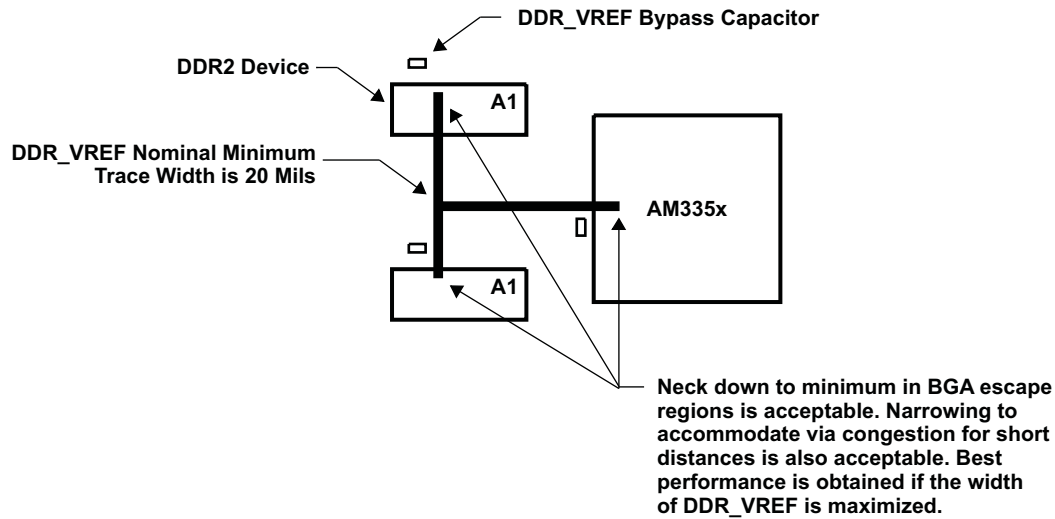 DDR_VREF Bypass Capacitor
DDR2 Device
A1
DDR_VREF Nominal Minimum
Trace Width is 20 Mils
AM335x
A1
Neck down to minimum in BGA escape
regions is acceptable. Narrowing to
accommodate via congestion for short
distances is also acceptable. Best
performance is obtained if the width
of DDR_VREF is maximized.